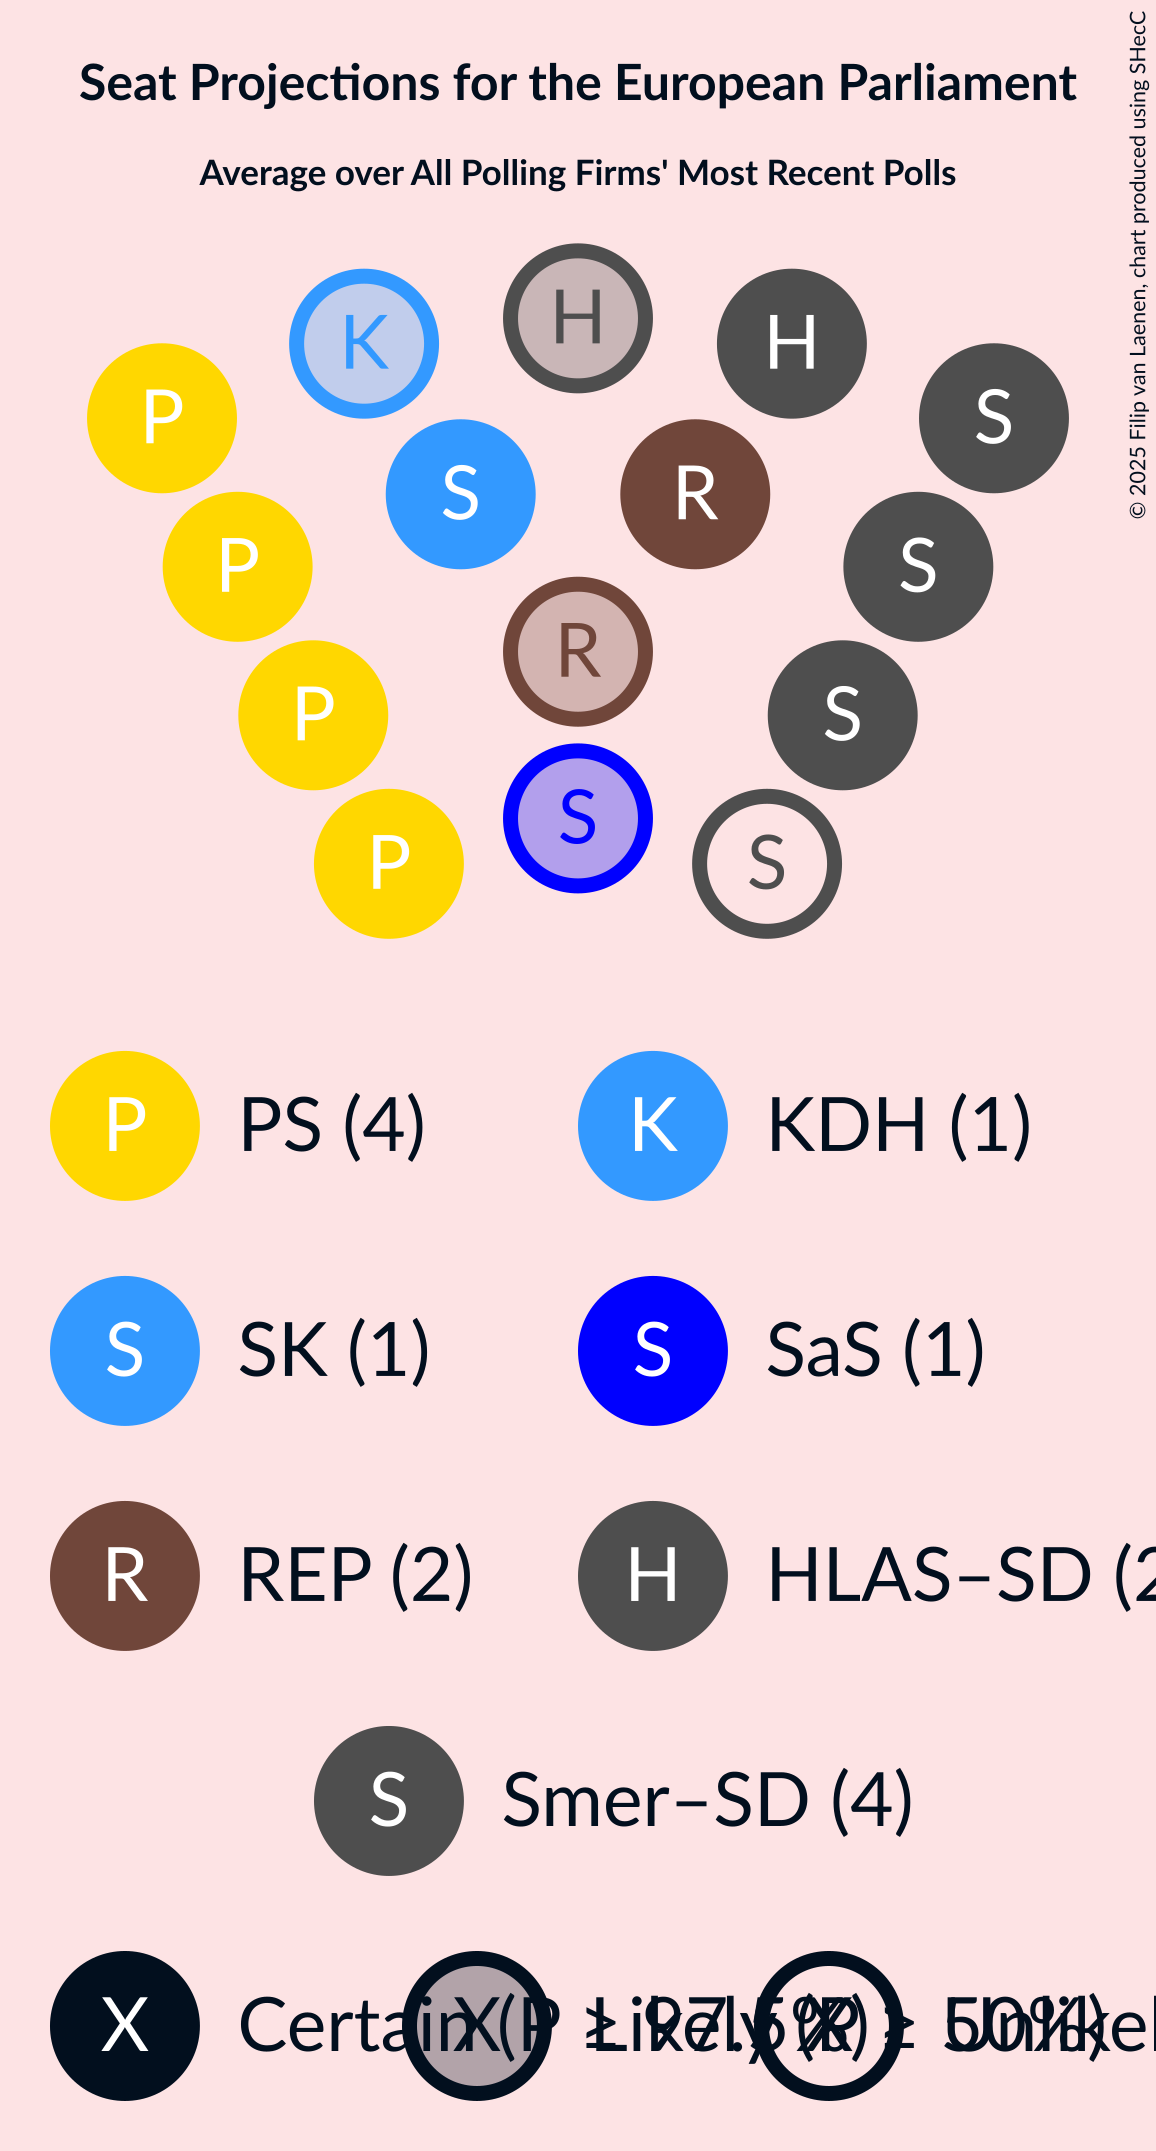 Seat Projections for the European Parliament
Average over All Polling Firms' Most Recent Polls
© 2025 Filip van Laenen, chart produced using SHecC
H
K H
P S
S R
P S
R
P S
S
P S
P PS (4) K KDH (1)
S SK (1) S SaS (1)
R REP (2) H HLAS–SD (2
S Smer–SD (4)
X Certain (P ≥ 97.5%) X Likely (P ≥ 50%) X Unlikel